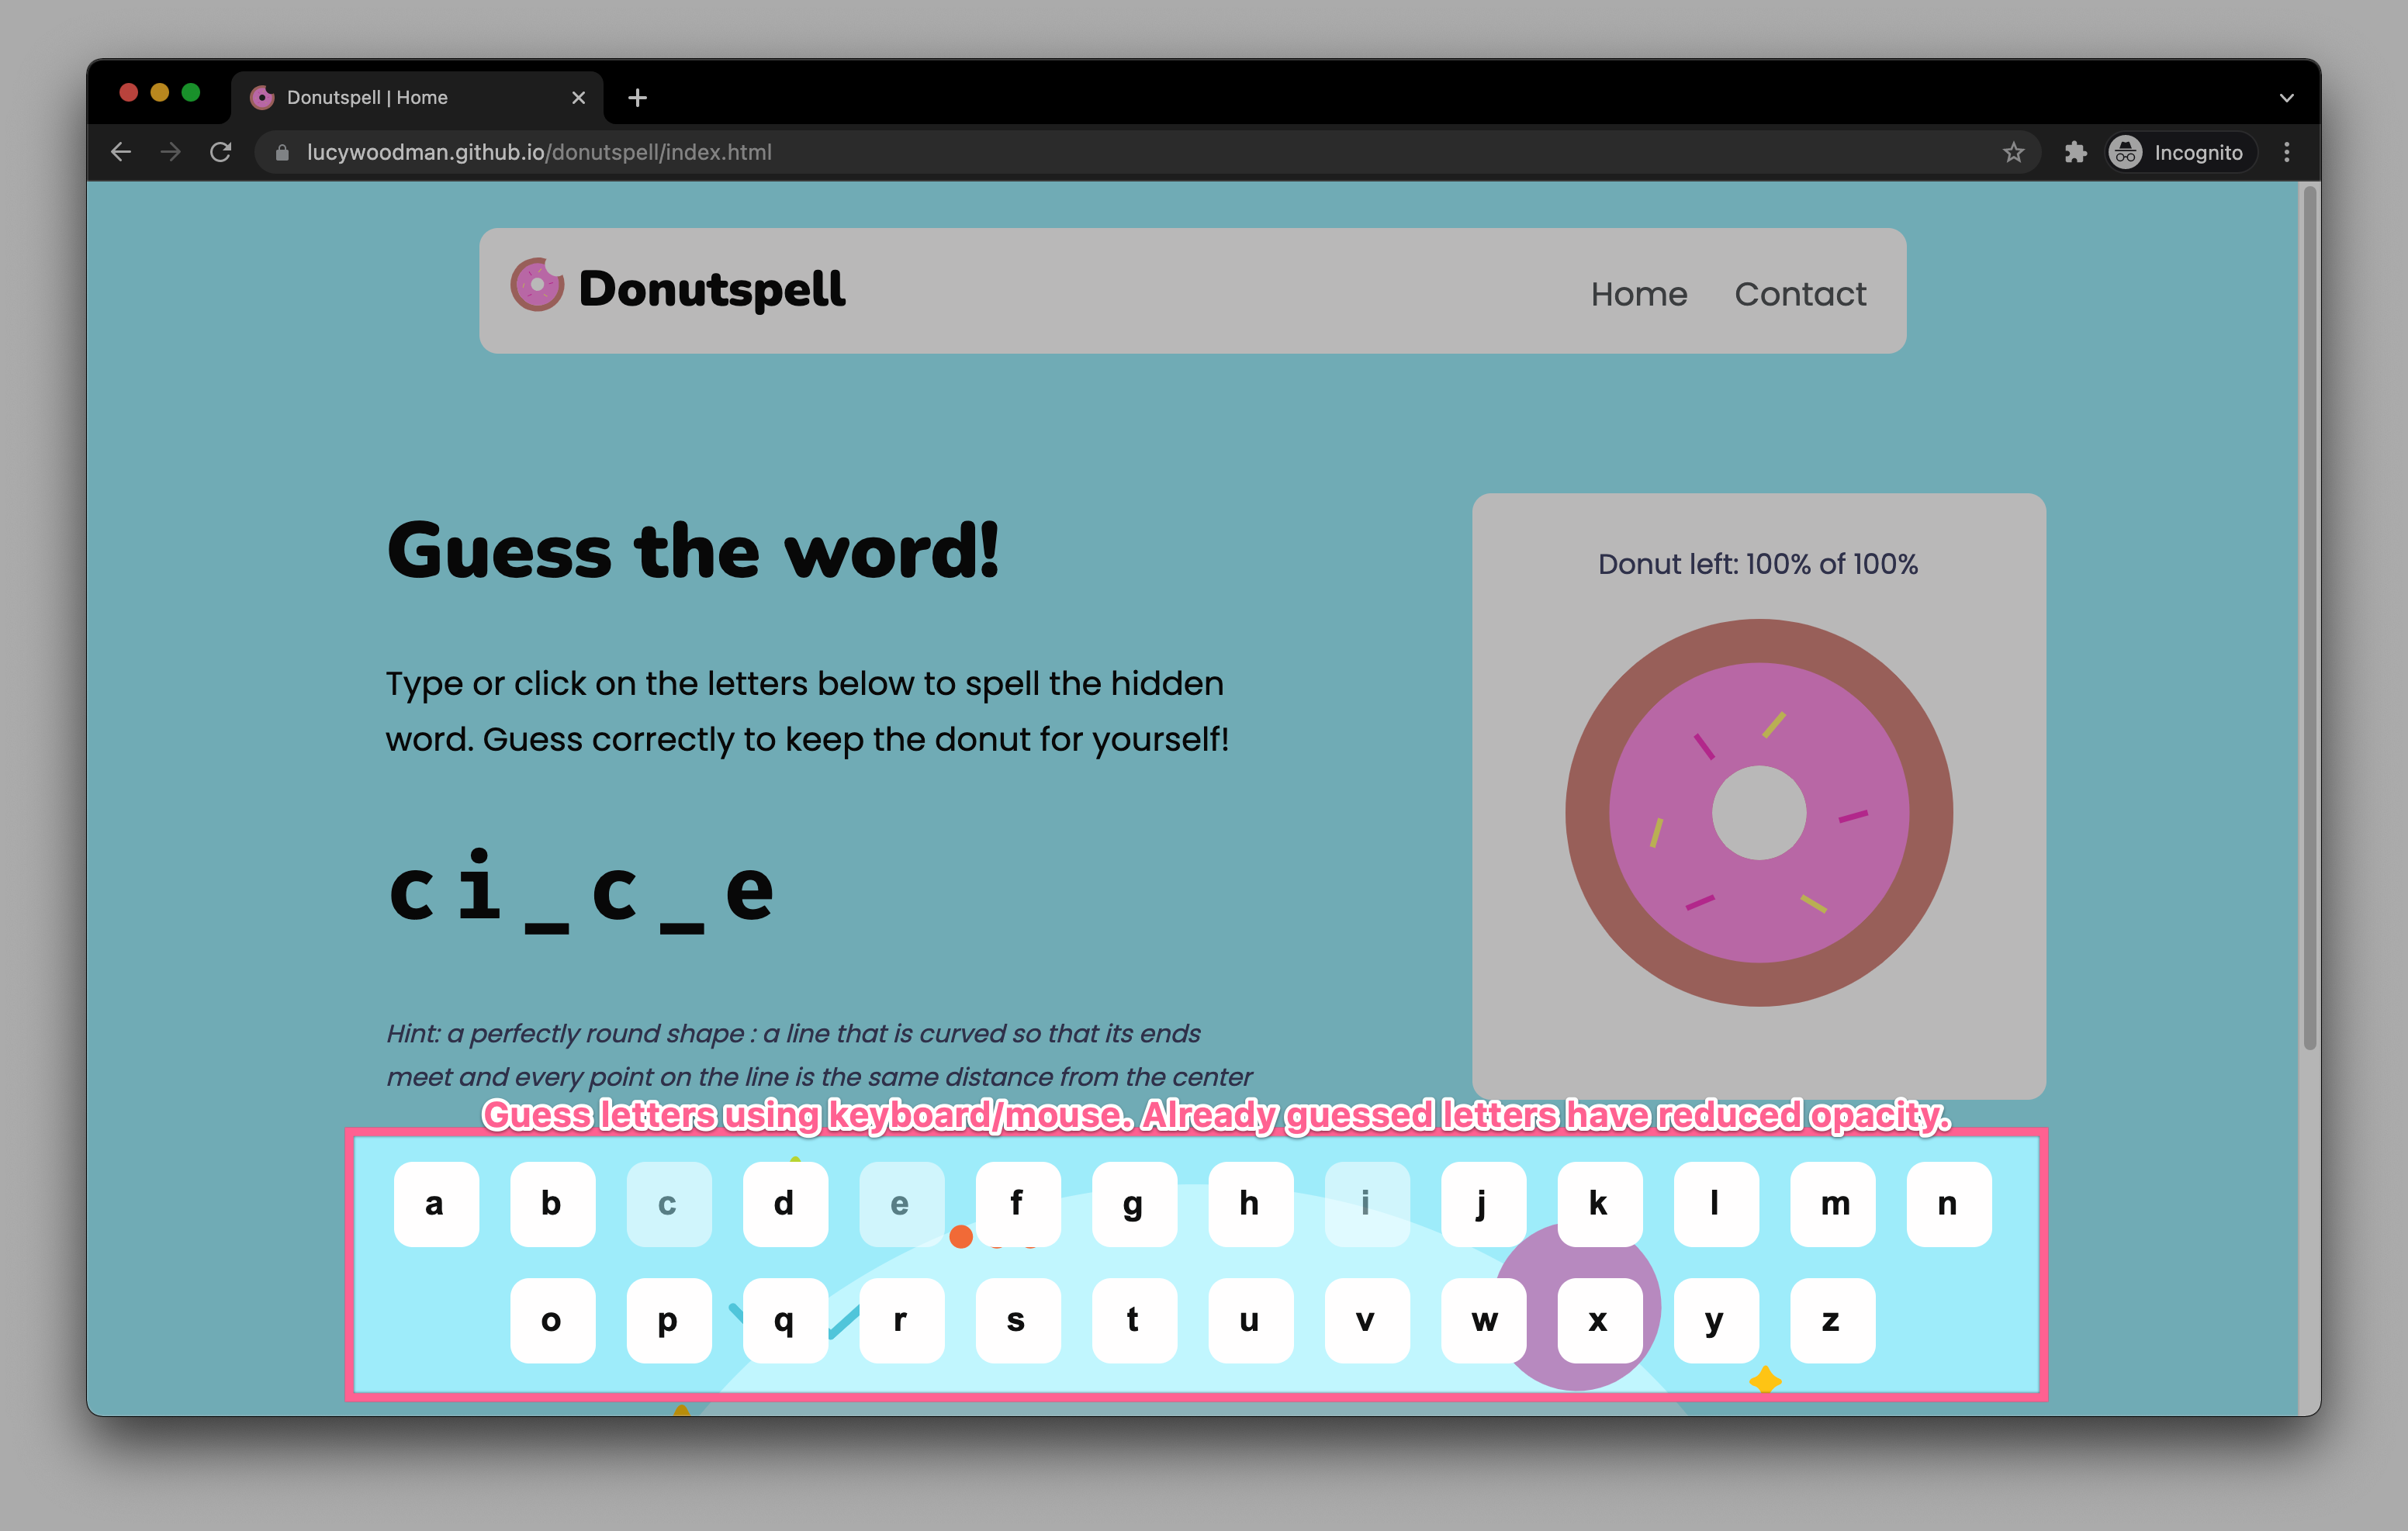 Donutspell | Home
lucywoodman.github.io/donutspell/index.html
Incognito
Donutspell
Home Contact
Guess the word!
Donut left: 100% of 100%
Type or click on the letters below to spell the hidden
word. Guess correctly to keep the donut for yourself!
c i _ c _ e
Hint: a perfectly round shape : a line that is curved so that its ends
meet and every point on the line is the same distance from the center
Guess letters using keyboard/mouse. Already guessed letters have reduced opacity.
a b c d e f g h i j k l m n
o p q r s t u v w x y z